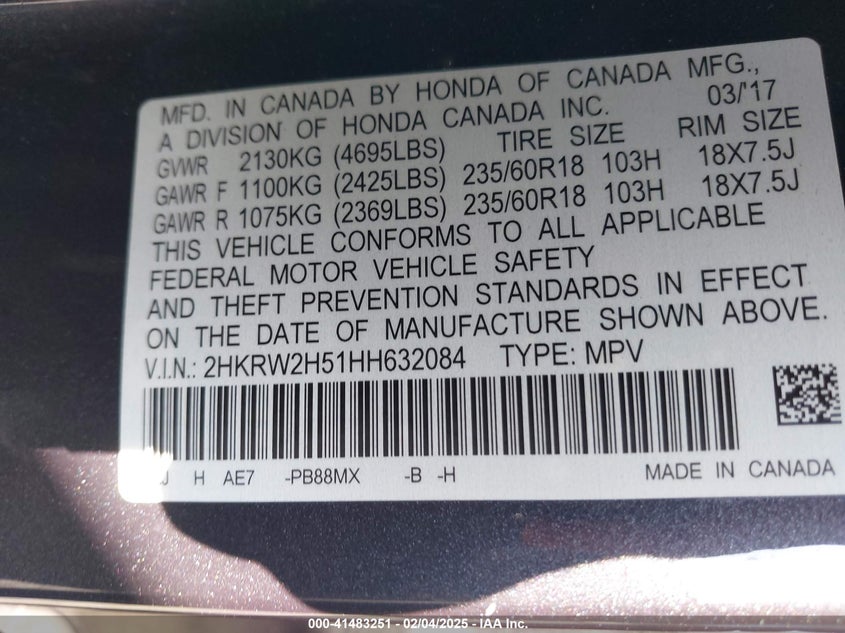 MFD. IN CANADA BY HONDA OF CANADA MFG.,
A DIVISION OF HONDA CANADA INC. 03/'17
GVWR 2130KG (4695LBS) TIRE SIZE RIM SIZE
GAWR F 1100KG (2425LBS) 235/60R18 103H 18X7.5J
GAWR R 1075KG (2369LBS) 235/60R18 103H 18X7.5J
THIS VEHICLE CONFORMS TO ALL APPLICABLE
FEDERAL MOTOR VEHICLE SAFETY
AND THEFT PREVENTION STANDARDS IN EFFECT
ON THE DATE OF MANUFACTURE SHOWN ABOVE.
V.I.N.: 2HKRW2H51HH632084 TYPE: MPV
J H AE7 -PB88MX -B -H MADE IN CANADA
000-41483251 - 02/04/2025 - IAA Inc.